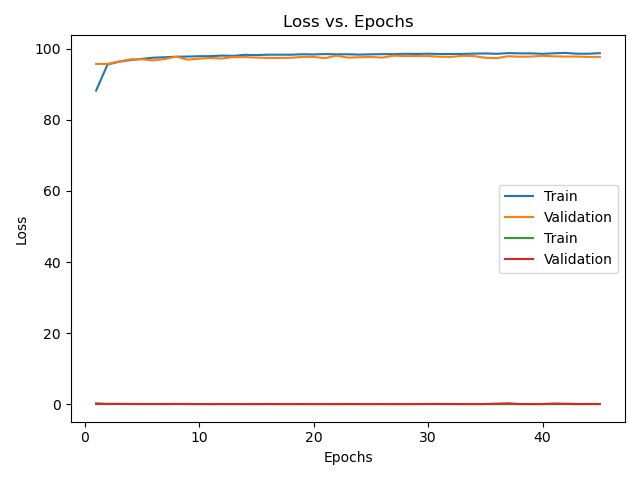 Loss vs. Epochs
100
80
60
40
20
0
Loss
Train
Validation
Train
Validation
0 10 20 30 40
Epochs